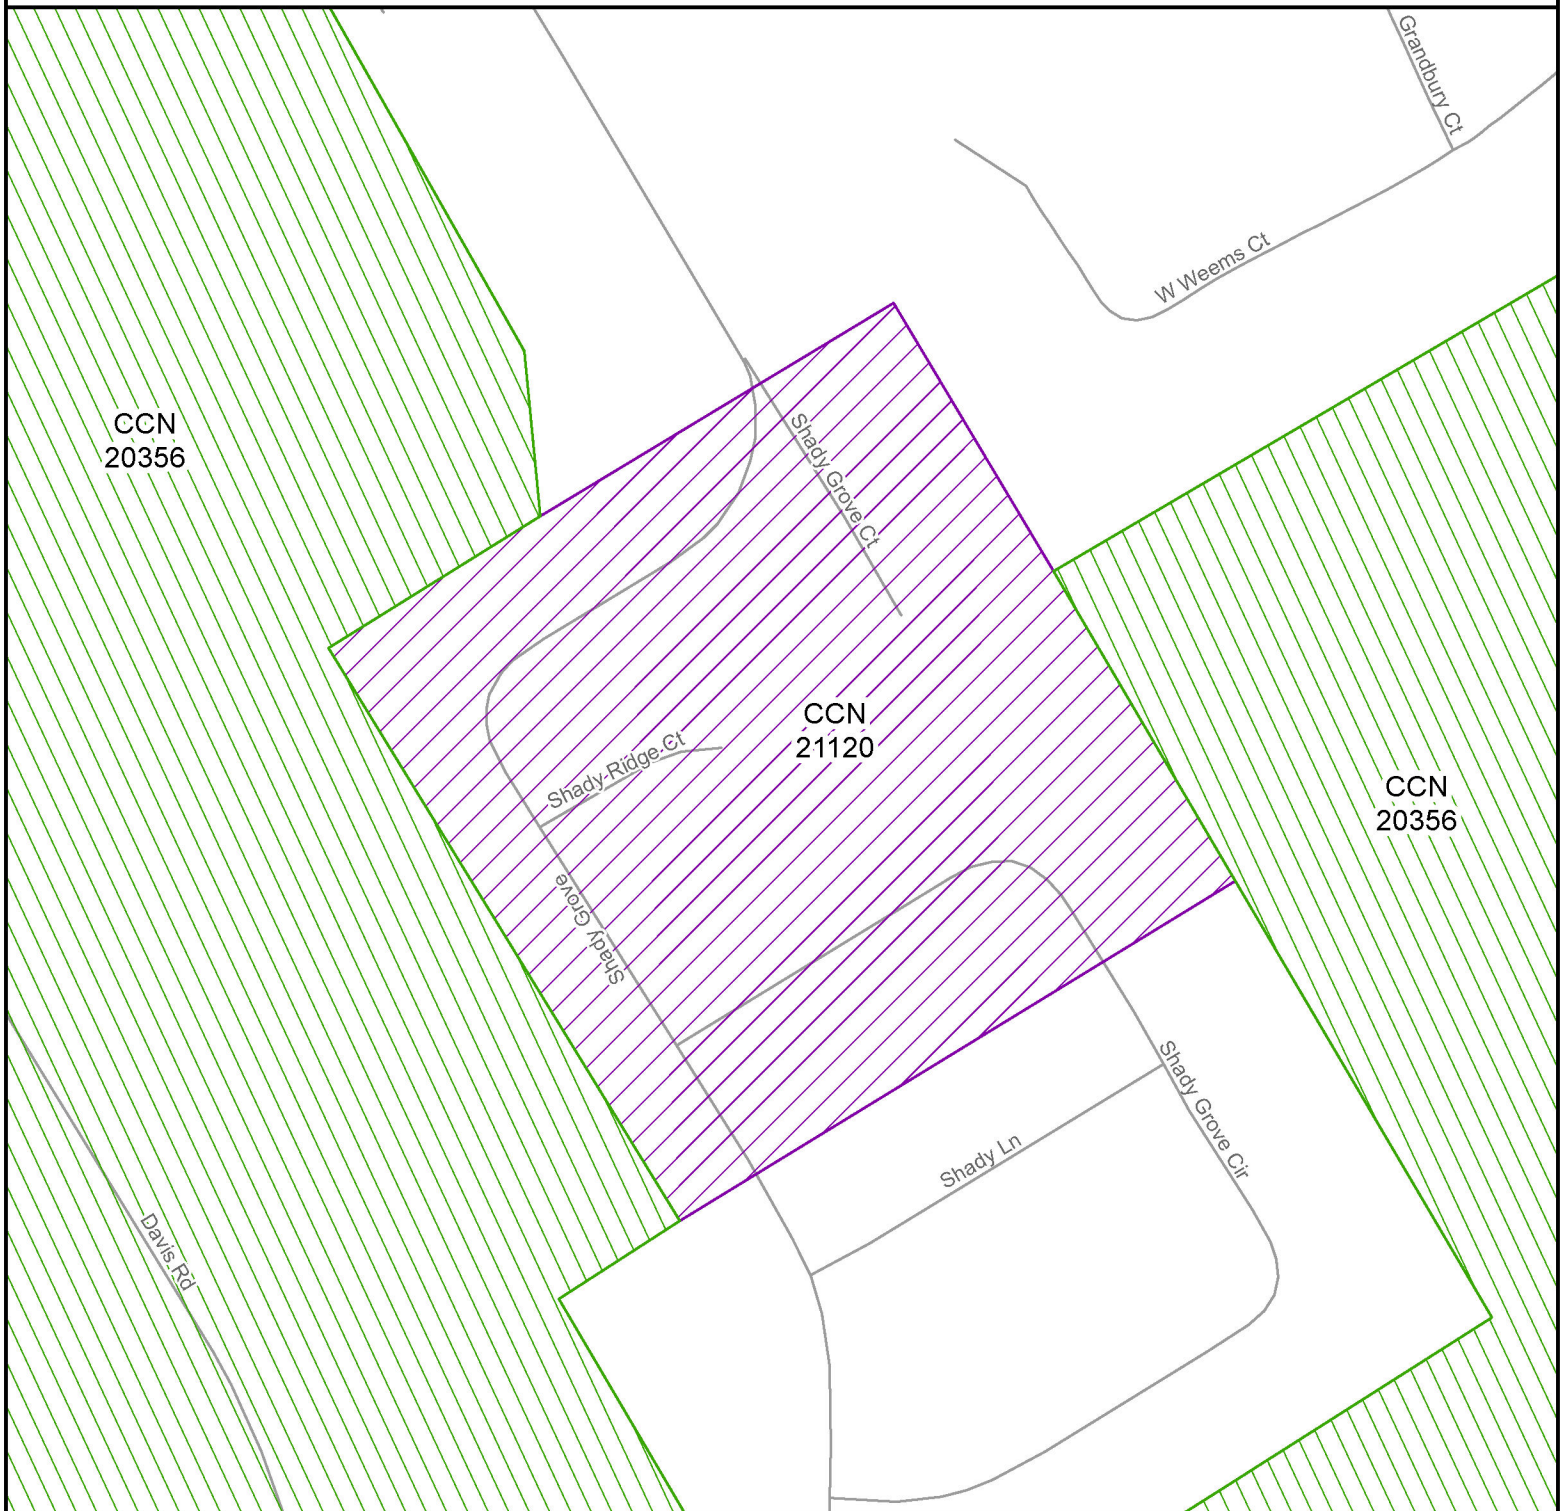 Grandbury Ct
W Weems Ct
CCN
20356
Shady Grove Ct
CCN
21120
Shady Ridge Ct
CCN
20356
Shady Grove
Shady Grove Cir
Shady Ln
Davis Rd